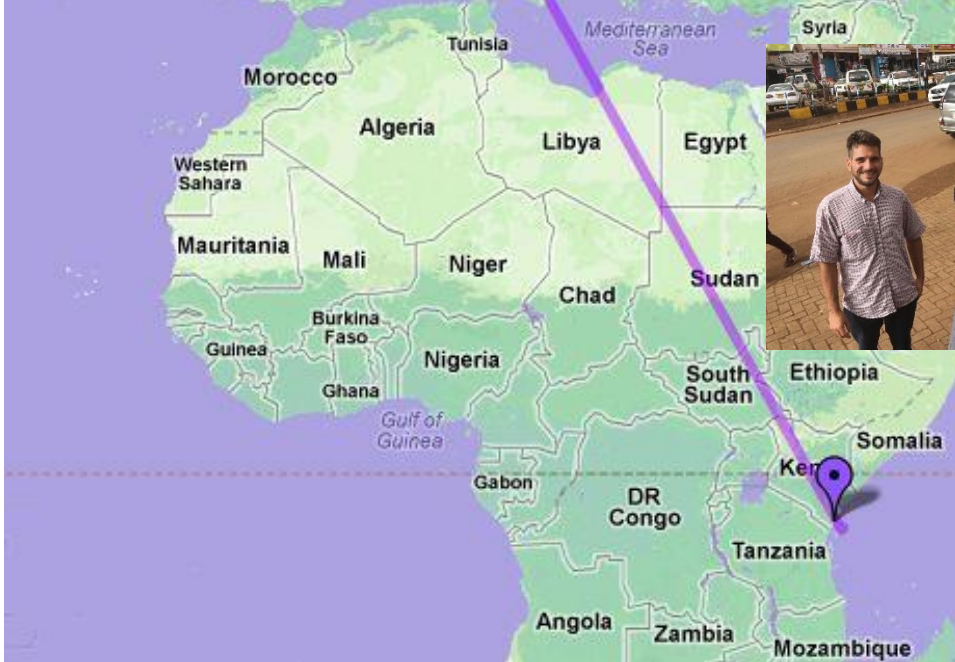 Mediterranean
Sea
Syria
Tunisia
Morocco
Algeria
Libya
Egypt
Western
Sahara
Mauritania
Mali
Niger
Chad
Sudan
Burkina
Faso
Guinea
Nigeria
Ghana
South
Sudan
Ethiopia
Gulf of
Guinea
Somalia
Ken
Gabon
DR
Congo
Tanzania
Angola
Zambia
Mozambique